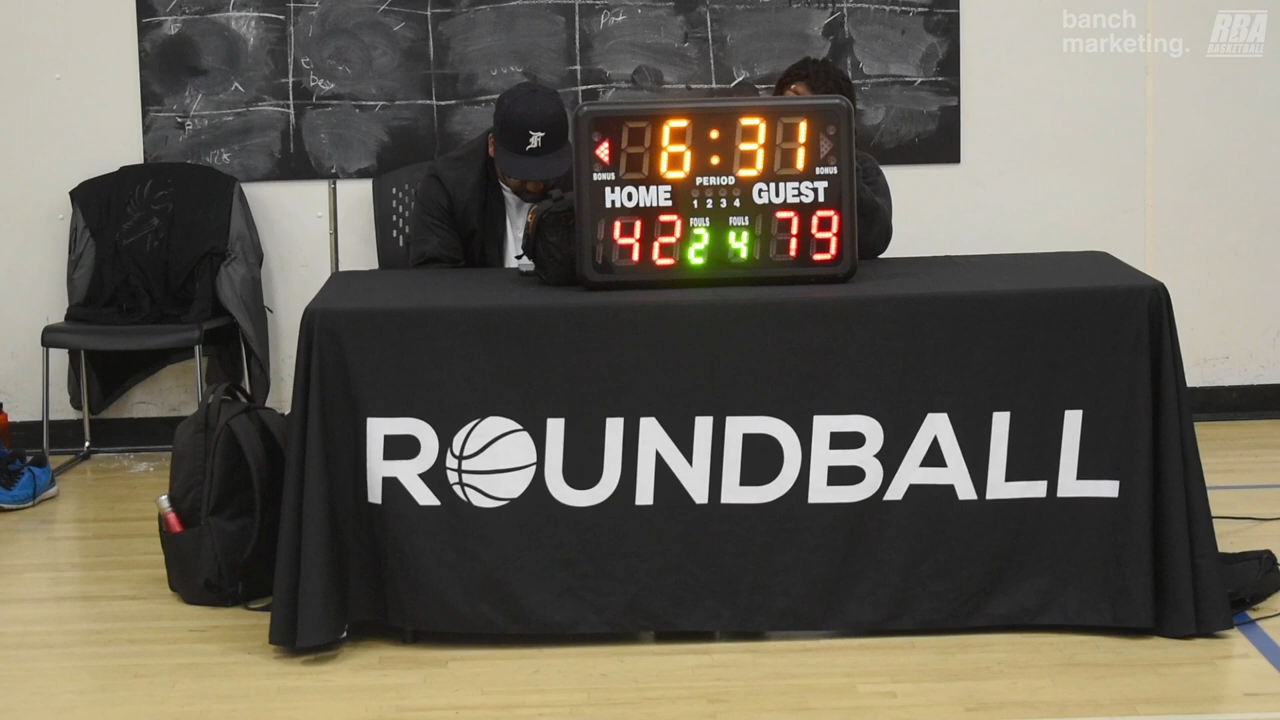 banch
marketing.
RBA
BASKETBALL
6:31
BONUS
PERIOD
BONUS
HOME
1 2 3 4
GUEST
FOULS
FOULS
42
2
4
79
ROUNDBALL